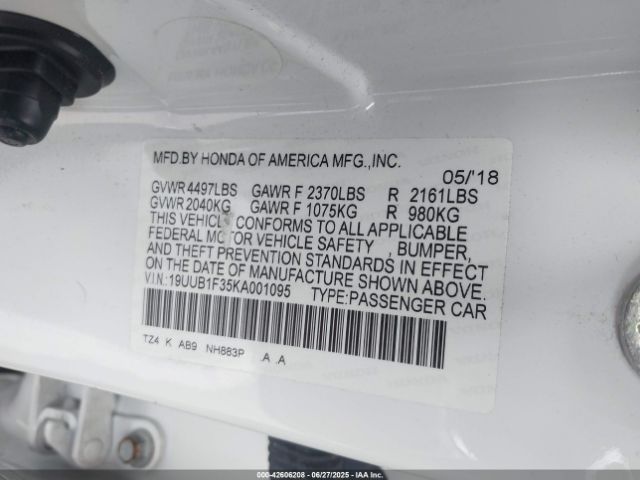 MFD.BY HONDA OF AMERICA MFG.,INC.
05/'18
GVWR 4497LBS GAWR F 2370LBS R 2161LBS
GVWR 2040KG GAWR F 1075KG R 980KG
THIS VEHICLE CONFORMS TO ALL APPLICABLE
FEDERAL MOTOR VEHICLE SAFETY , BUMPER,
AND THEFT PREVENTION STANDARDS IN EFFECT
ON THE DATE OF MANUFACTURE SHOWN ABOVE.
V.I.N.: 19UUB1F35KA001095 TYPE:PASSENGER CAR
TZ4 K AB9 NH883P .A .A
000-42606208 | 06/27/2025 | IAA Inc.